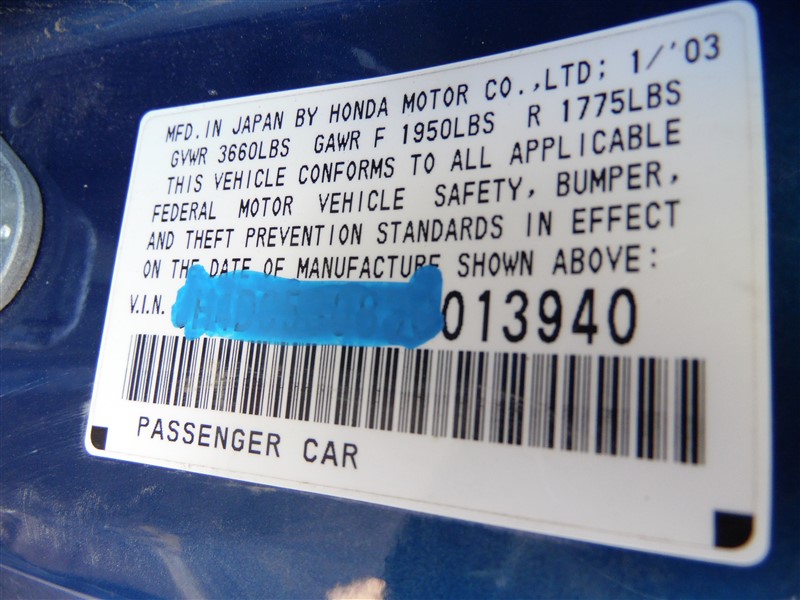 MFD. IN JAPAN BY HONDA MOTOR CO.,LTD; 1/'03
GVWR 3660LBS GAWR F 1950LBS R 1775LBS
THIS VEHICLE CONFORMS TO ALL APPLICABLE
FEDERAL MOTOR VEHICLE SAFETY, BUMPER,
AND THEFT PREVENTION STANDARDS IN EFFECT
ON THE DATE OF MANUFACTURE SHOWN ABOVE:
V.I.N. 013940
PASSENGER CAR